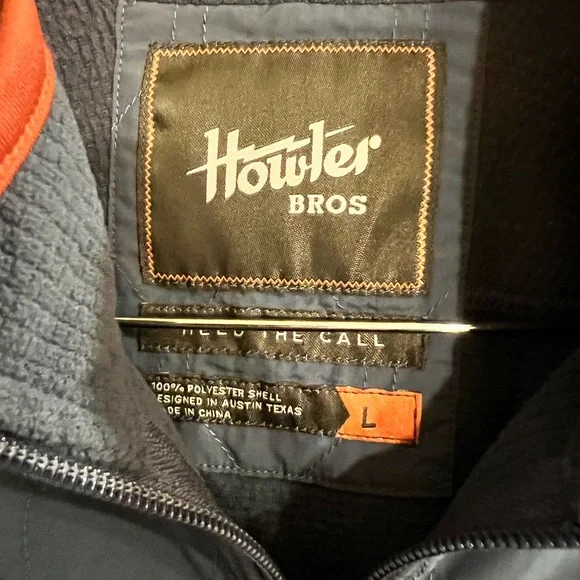 Howler
BROS
HEED THE CALL
100% POLYESTER SHELL
DESIGNED IN AUSTIN TEXAS
MADE IN CHINA
L